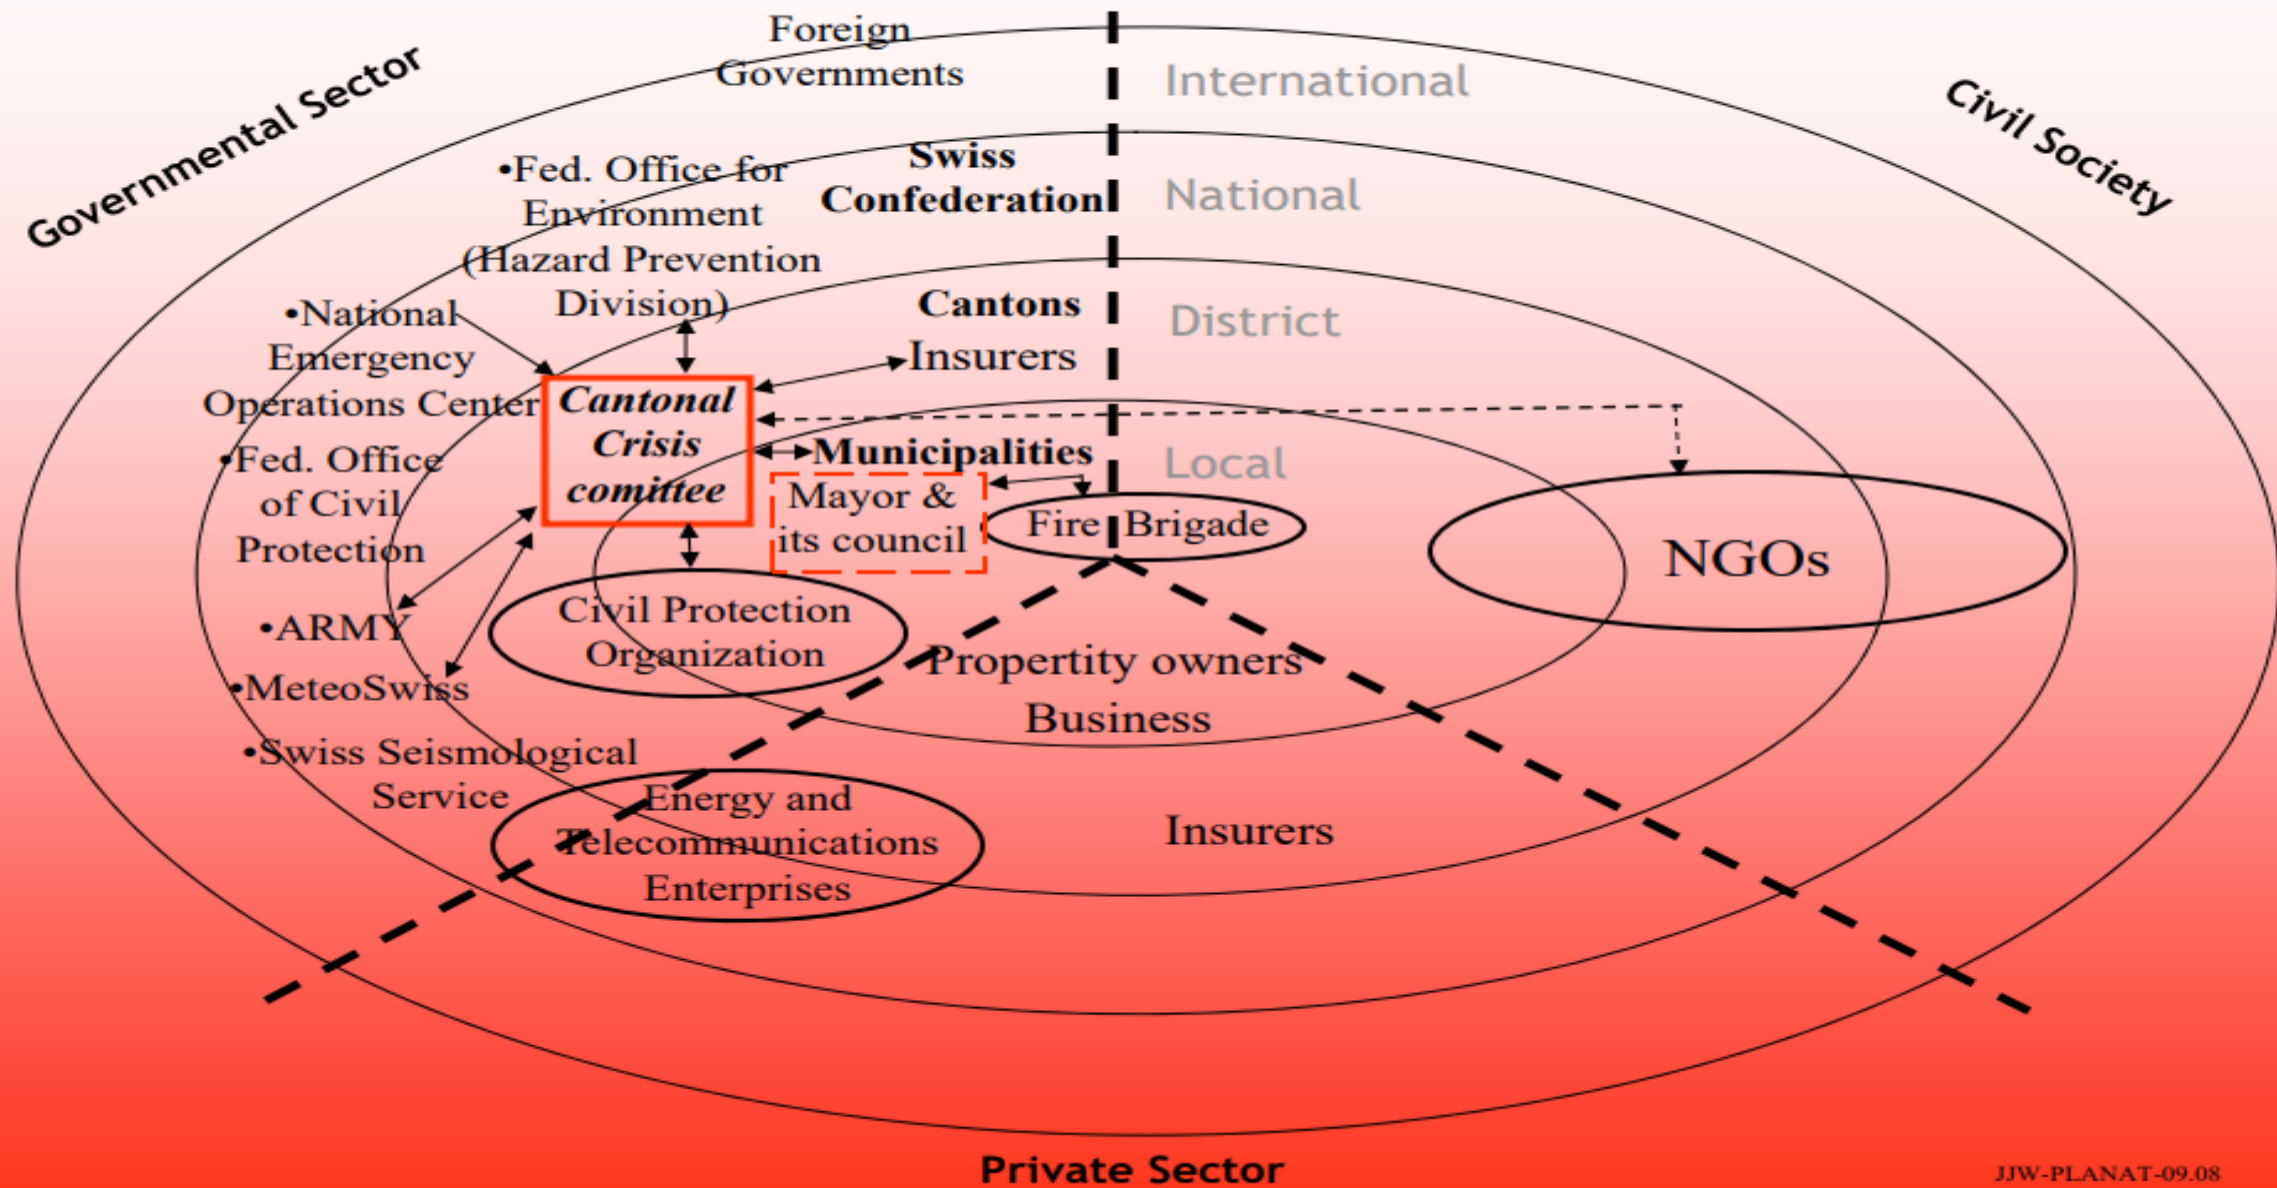 Foreign
Governments
International
Governmental Sector
Civil Society
Swiss
Confederation
National
•Fed. Office for
Environment
(Hazard Prevention
Division)
Cantons
District
Insurers
•National
Emergency
Operations Center
Cantonal
Crisis
comittee
Municipalities
Local
Mayor &
its council
Fire Brigade
NGOs
•Fed. Office
of Civil
Protection
•ARMY
•MeteoSwiss
•Swiss Seismological
Service
Civil Protection
Organization
Propertity owners
Business
Energy and
Telecommunications
Enterprises
Insurers
Private Sector
JJW-PLANAT-09.08